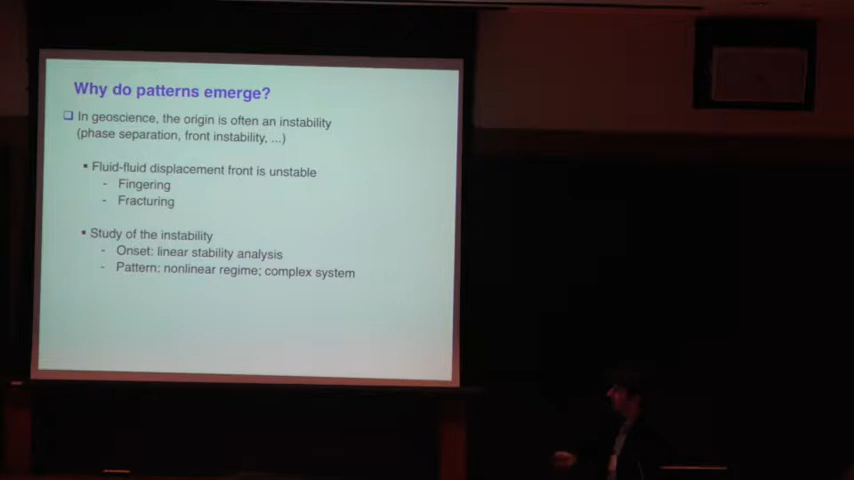 Why do patterns emerge?
❑ In geoscience, the origin is often an instability
(phase separation, front instability, ...)
▪ Fluid-fluid displacement front is unstable
- Fingering
- Fracturing
▪ Study of the instability
- Onset: linear stability analysis
- Pattern: nonlinear regime; complex system